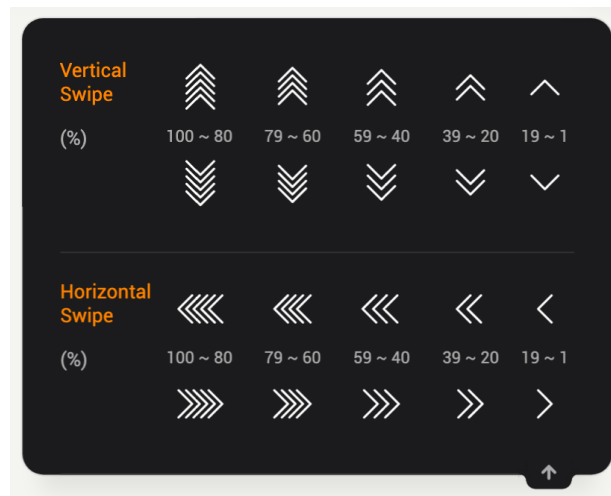 Vertical
Swipe
(%)
100 ~ 80
79 ~ 60
59 ~ 40
39 ~ 20
19 ~ 1
Horizontal
Swipe
(%)
100 ~ 80
79 ~ 60
59 ~ 40
39 ~ 20
19 ~ 1